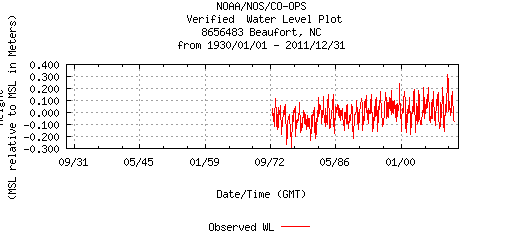 NOAA/NOS/CO-OPS
Verified Water Level Plot
8656483 Beaufort, NC
from 1930/01/01 - 2011/12/31
Height
(MSL relative to MSL in Meters)
0.400
0.300
0.200
0.100
0.000
-0.100
-0.200
-0.300
09/31 05/45 01/59 09/72 05/86 01/00
Date/Time (GMT)
Observed WL